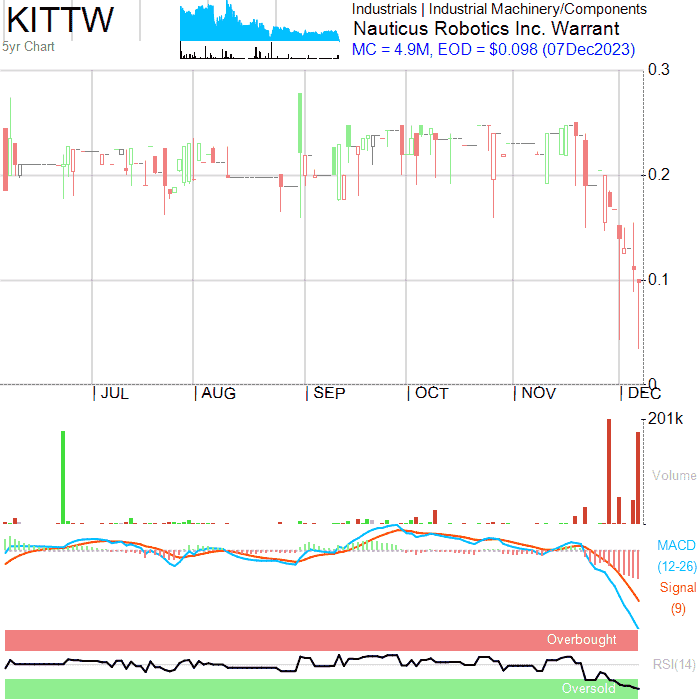 KITTW
5yr Chart
Industrials | Industrial Machinery/Components
Nauticus Robotics Inc. Warrant
MC = 4.9M, EOD = $0.098 (07Dec2023)
0.3
0.2
0.1
0
JUL
AUG
SEP
OCT
NOV
DEC
201k
Volume
MACD
(12-26)
Signal
(9)
Overbought
RSI(14)
Oversold